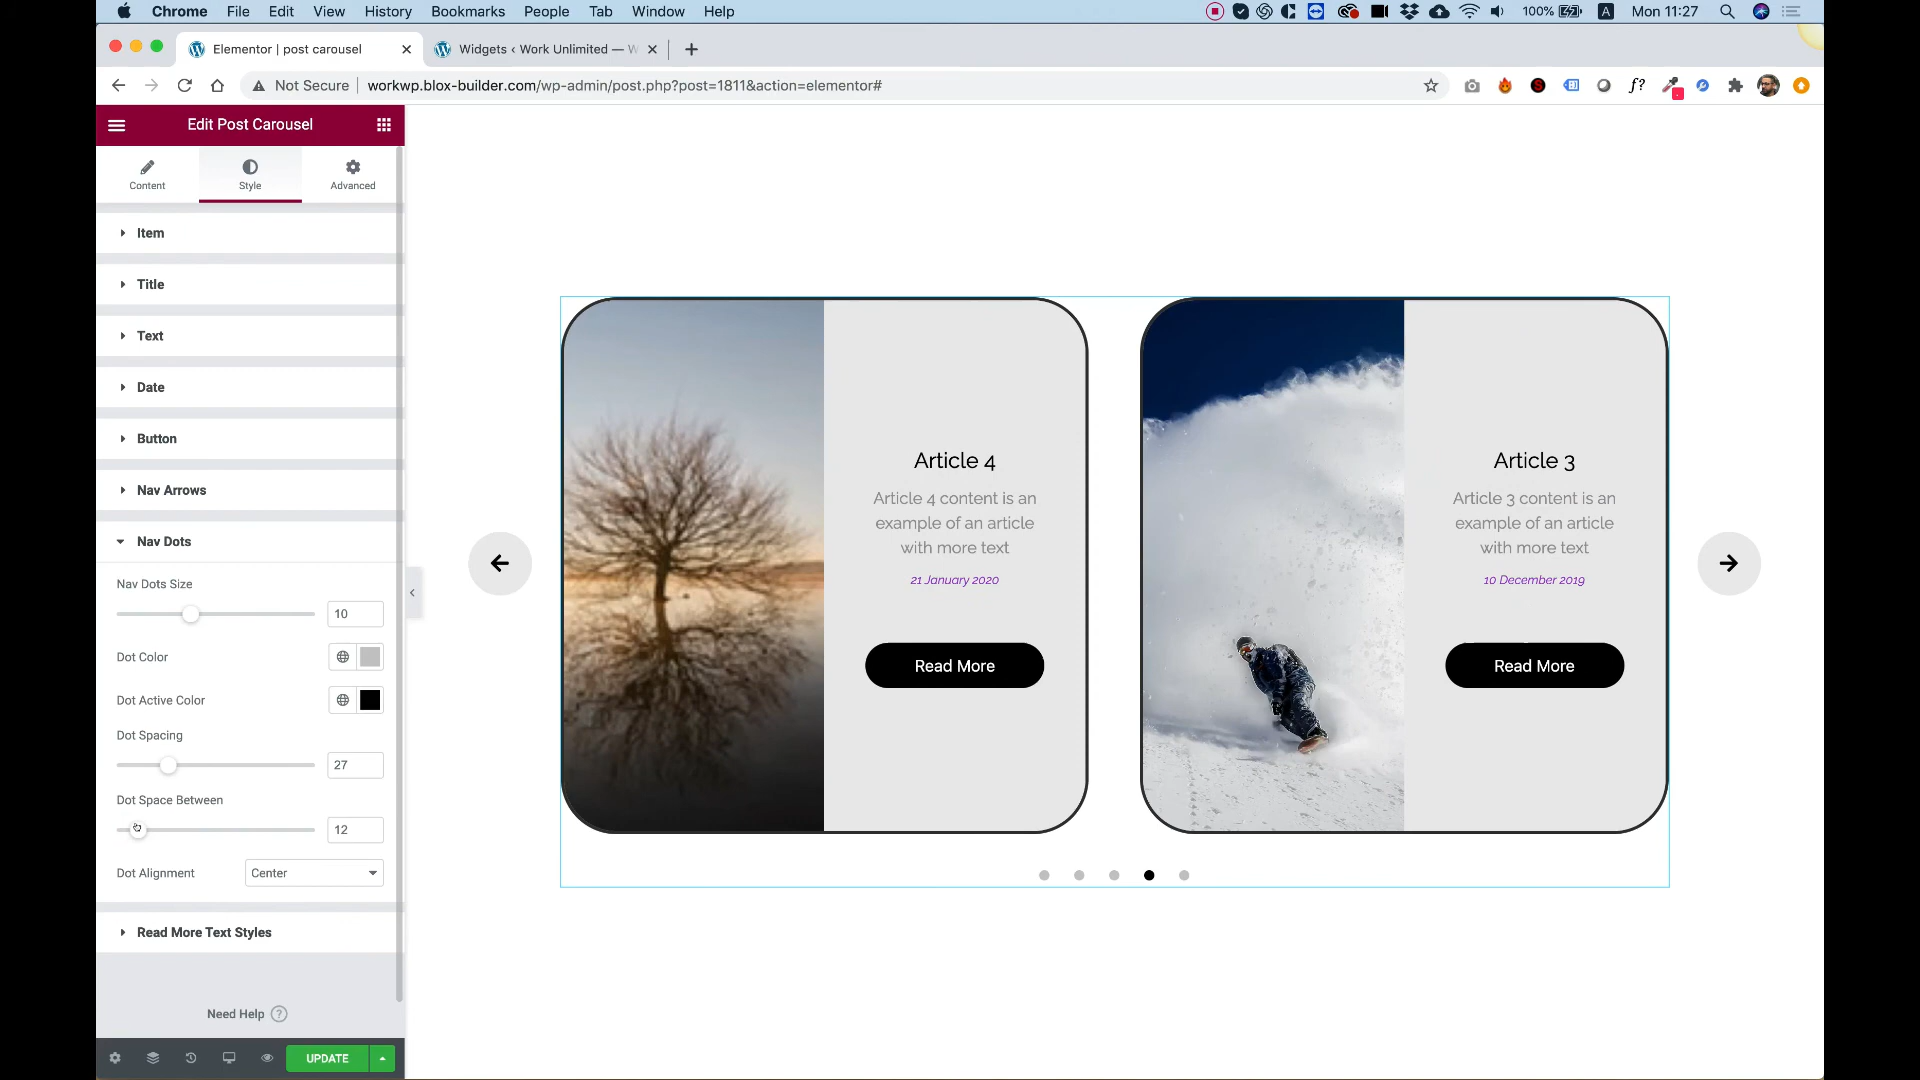 Chrome File Edit View History Bookmarks People Tab Window Help
100% A Mon 11:27
Elementor | post carousel
Widgets ‹ Work Unlimited — W
Not Secure workwp.blox-builder.com/wp-admin/post.php?post=1811&action=elementor#
f?
Edit Post Carousel
Content Style Advanced
Item
Title
Text
Date
Button
Nav Arrows
Nav Dots
Nav Dots Size
10
Dot Color
Dot Active Color
Dot Spacing
27
Dot Space Between
12
Dot Alignment Center
Read More Text Styles
Need Help ?
UPDATE
Article 4
Article 4 content is an
example of an article
with more text
21 January 2020
Read More
Article 3
Article 3 content is an
example of an article
with more text
10 December 2019
Read More